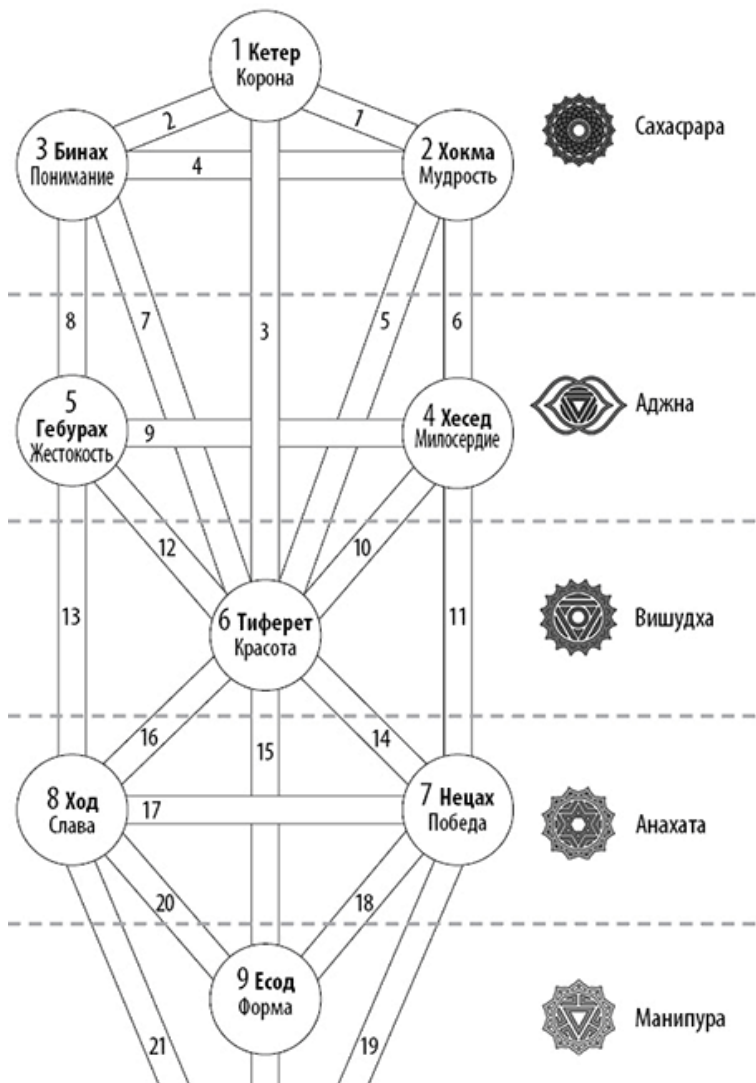 1 Кетер
Корона
2
1
3 Бинах
Понимание
4
2 Хокма
Мудрость
Сахасрара
8
7
3
5
6
5
Гебурах
Жестокость
9
4 Хесед
Милосердие
Аджна
12
10
13
6 Тиферет
Красота
11
Вишудха
16
15
14
8 Ход
Слава
17
7 Нецах
Победа
Анахата
20
18
9 Есод
Форма
21
19
Манипура